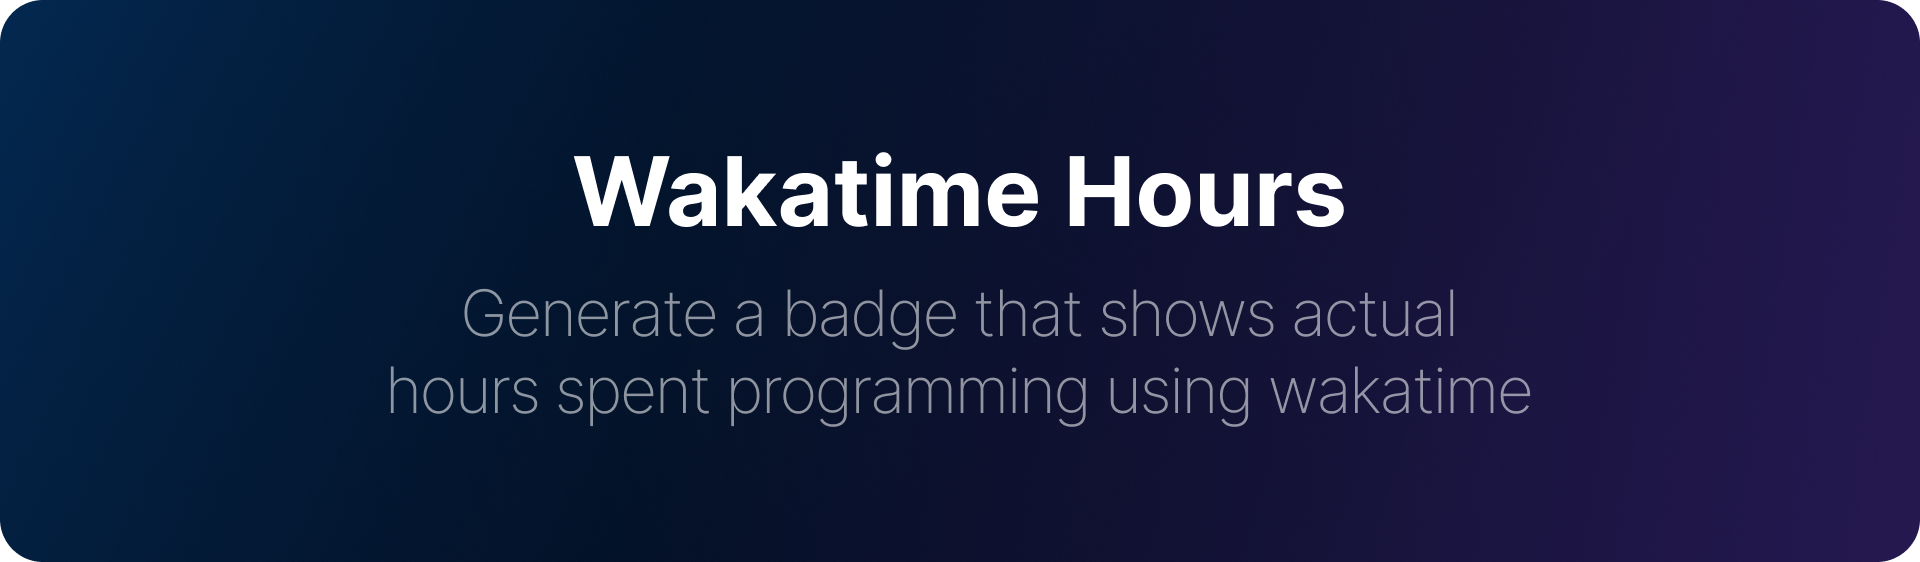 Wakatime Hours
Generate a badge that shows actual
hours spent programming using wakatime